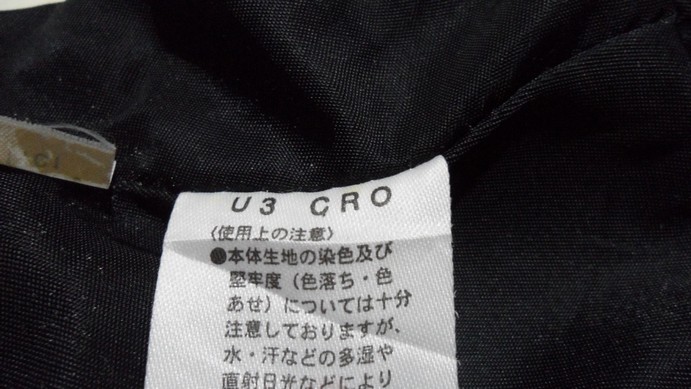 CI
U3 CRO
〈使用上の注意〉
●本体生地の染色及び
堅牢度（色落ち・色
あせ）については十分
注意しておりますが、
水・汗などの多湿や
直射日光などにより